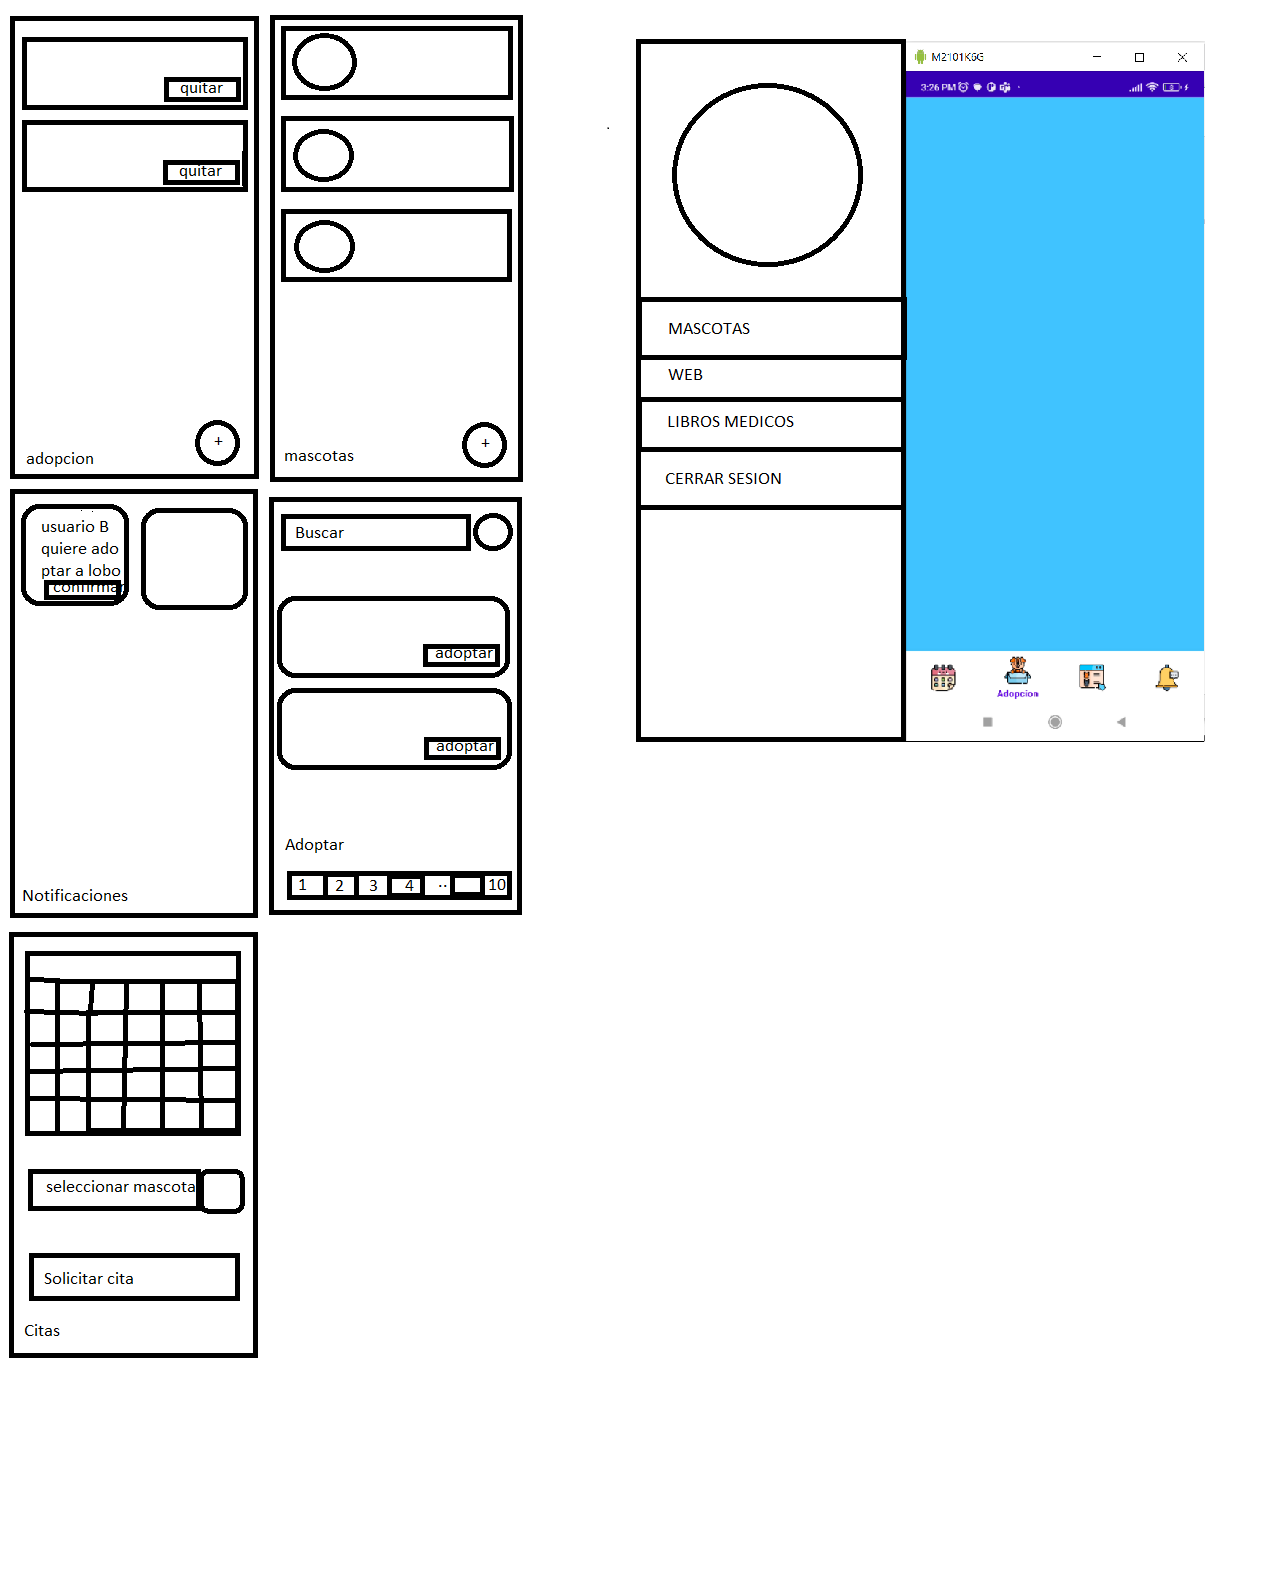 quitar
quitar
+
adopcion
+
mascotas
usuario B
quiere ado
ptar a lobo
confirmar
Notificaciones
Buscar
adoptar
adoptar
Adoptar
1 2 3 4 .. 10
seleccionar mascota
Solicitar cita
Citas
MASCOTAS
WEB
LIBROS MEDICOS
CERRAR SESION
M2101K6G
3:26 PM
Adopcion